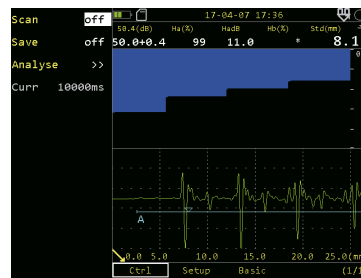 Scan off
Save off
Analyse >>
Curr 10000ms
17-04-07 17:36
50.4(dB) Ha(%) HadB Hb(%) Std(mm)
50.0+0.4 99 11.0 * 8.1
A
0.0 5.0 10.0 15.0 20.0 25.0(m
Ctrl Setup Basic (1/